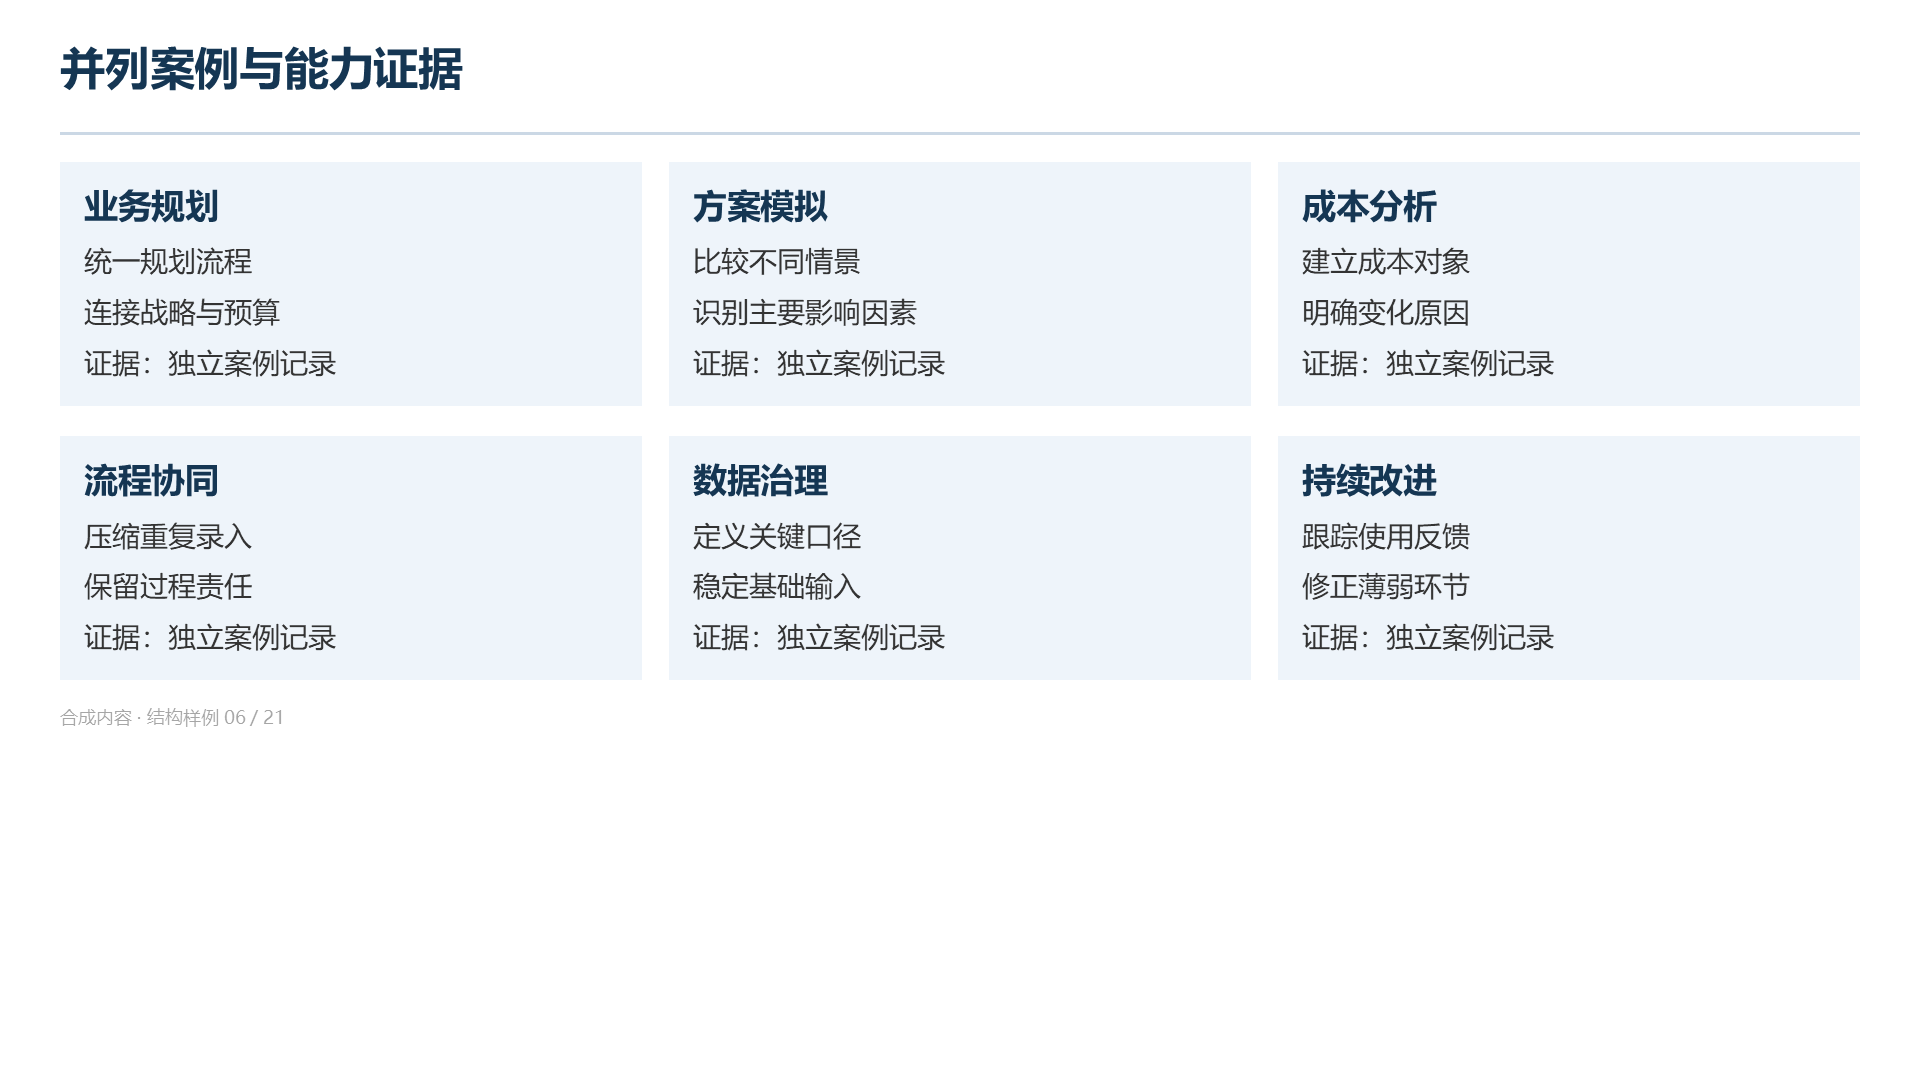 并列案例与能力证据
业务规划
统一规划流程
连接战略与预算
证据：独立案例记录
方案模拟
比较不同情景
识别主要影响因素
证据：独立案例记录
成本分析
建立成本对象
明确变化原因
证据：独立案例记录
流程协同
压缩重复录入
保留过程责任
证据：独立案例记录
数据治理
定义关键口径
稳定基础输入
证据：独立案例记录
持续改进
跟踪使用反馈
修正薄弱环节
证据：独立案例记录
合成内容 · 结构样例 06 / 21